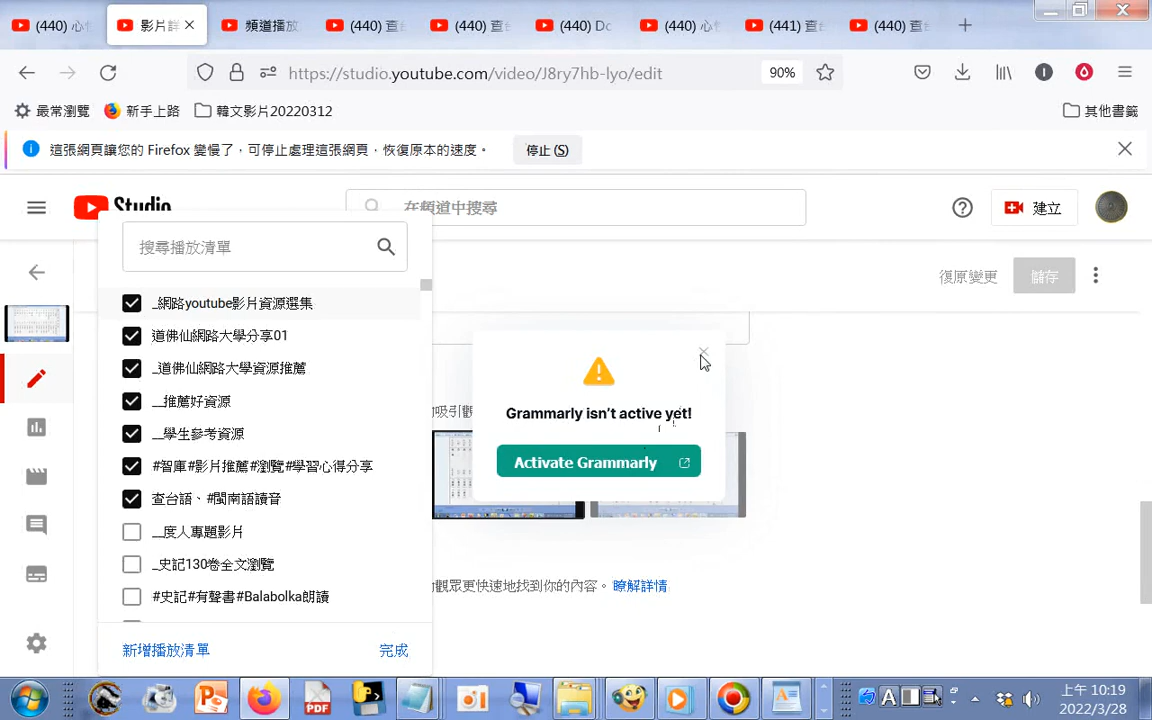 (440) 心
影片詳
頻道播放
(440) 查
(440) 查
(440) Dc
(440) 心
(441) 查
(440) 查
https://studio.youtube.com/video/J8ry7hb-lyo/edit
90%
最常瀏覽
新手上路
韓文影片20220312
其他書籤
這張網頁讓您的 Firefox 變慢了，可停止處理這張網頁，恢復原本的速度。
停止(S)
Studio
在頻道中搜尋
建立
搜尋播放清單
復原變更
儲存
_網路youtube影片資源選集
道佛仙網路大學分享01
_道佛仙網路大學資源推薦
__推薦好資源
__學生參考資源
#智庫#影片推薦#瀏覽#學習心得分享
查台語、#閩南語讀音
__度人專題影片
_史記130卷全文瀏覽
#史記#有聲書#Balabolka朗讀
新增播放清單
完成
吸引觀
Grammarly isn't active yet!
Activate Grammarly
觀眾更快速地找到你的內容。 瞭解詳情
PDF
A
上午 10:19
2022/3/28